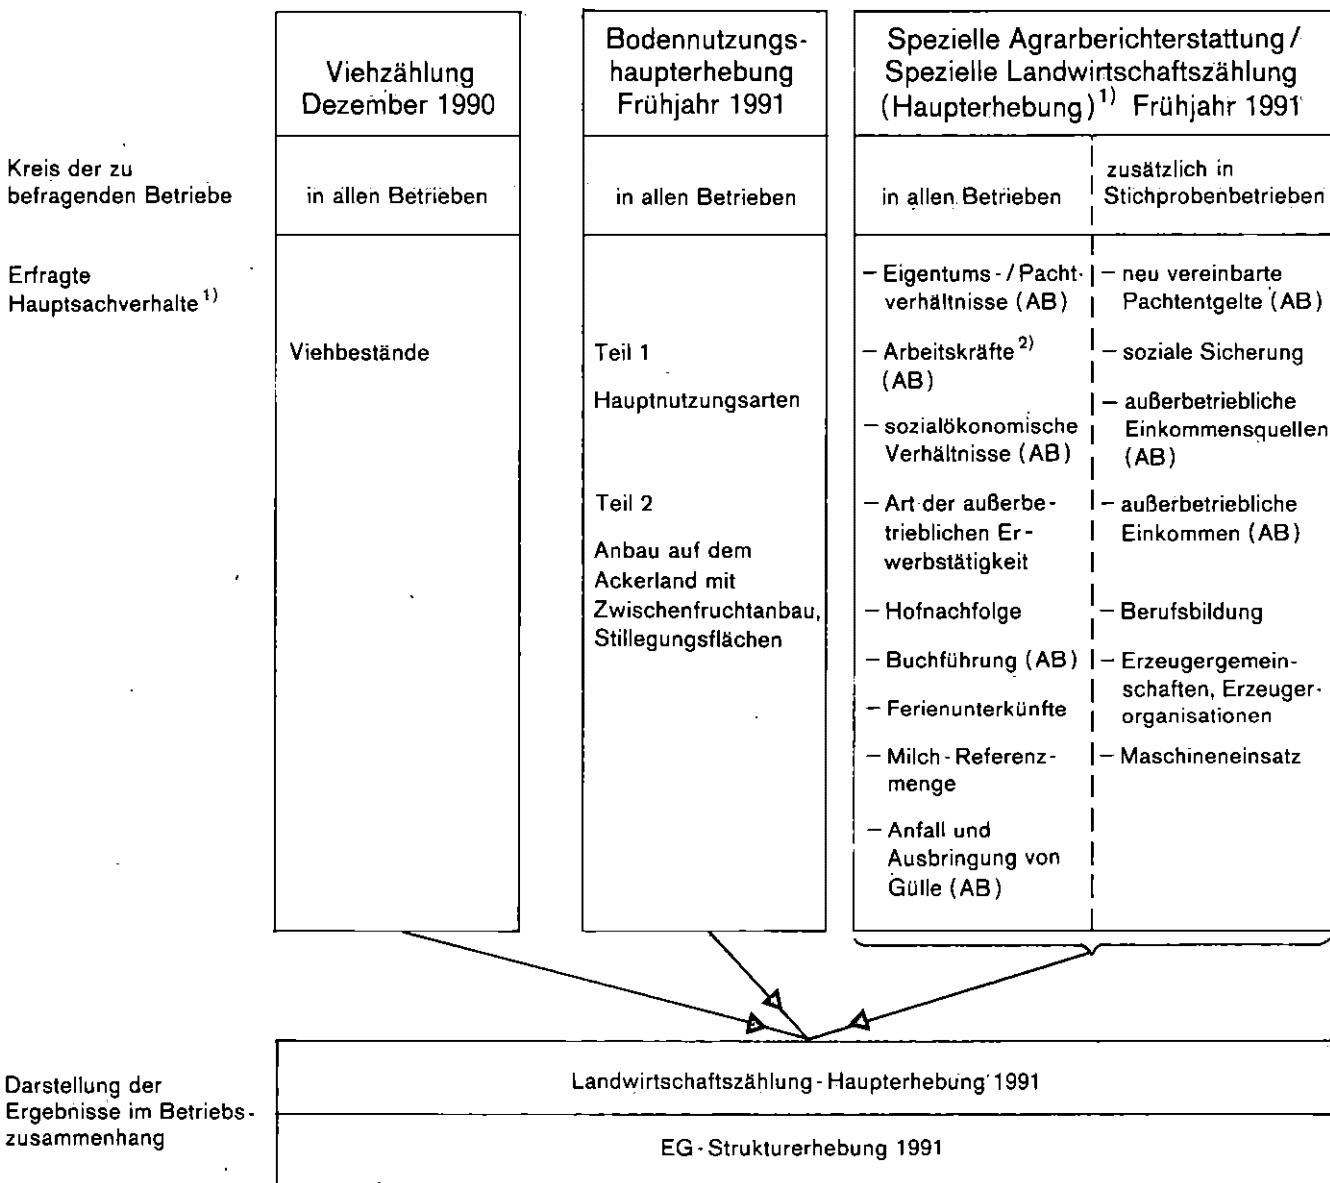 Viehzählung
Dezember 1990
Bodennutzungs-
haupterhebung
Frühjahr 1991
Spezielle Agrarberichterstattung /
Spezielle Landwirtschaftszählung
(Haupterhebung) 1) Frühjahr 1991
Kreis der zu
befragenden Betriebe
in allen Betrieben
in allen Betrieben
in allen Betrieben
zusätzlich in
Stichprobenbetrieben
Erfragte
Hauptsachverhalte 1)
Viehbestände
Teil 1
Hauptnutzungsarten
Teil 2
Anbau auf dem
Ackerland mit
Zwischenfruchtanbau,
Stillegungsflächen
– Eigentums- / Pacht-
verhältnisse (AB)
– Arbeitskräfte 2)
(AB)
– sozialökonomische
Verhältnisse (AB)
– Art der außerbe-
trieblichen Er-
werbstätigkeit
– Hofnachfolge
– Buchführung (AB)
– Ferienunterkünfte
– Milch-Referenz-
menge
– Anfall und
Ausbringung von
Gülle (AB)
– neu vereinbarte
Pachtentgelte (AB)
– soziale Sicherung
– außerbetriebliche
Einkommensquellen
(AB)
– außerbetriebliche
Einkommen (AB)
– Berufsbildung
– Erzeugergemein-
schaften, Erzeuger-
organisationen
– Maschineneinsatz
Darstellung der
Ergebnisse im Betriebs-
zusammenhang
Landwirtschaftszählung - Haupterhebung 1991
EG - Strukturerhebung 1991